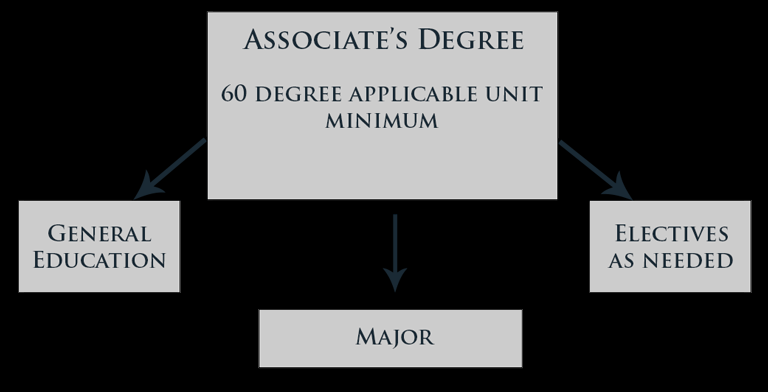 Associate's Degree
60 degree applicable unit
minimum
General
Education
Electives
as needed
Major